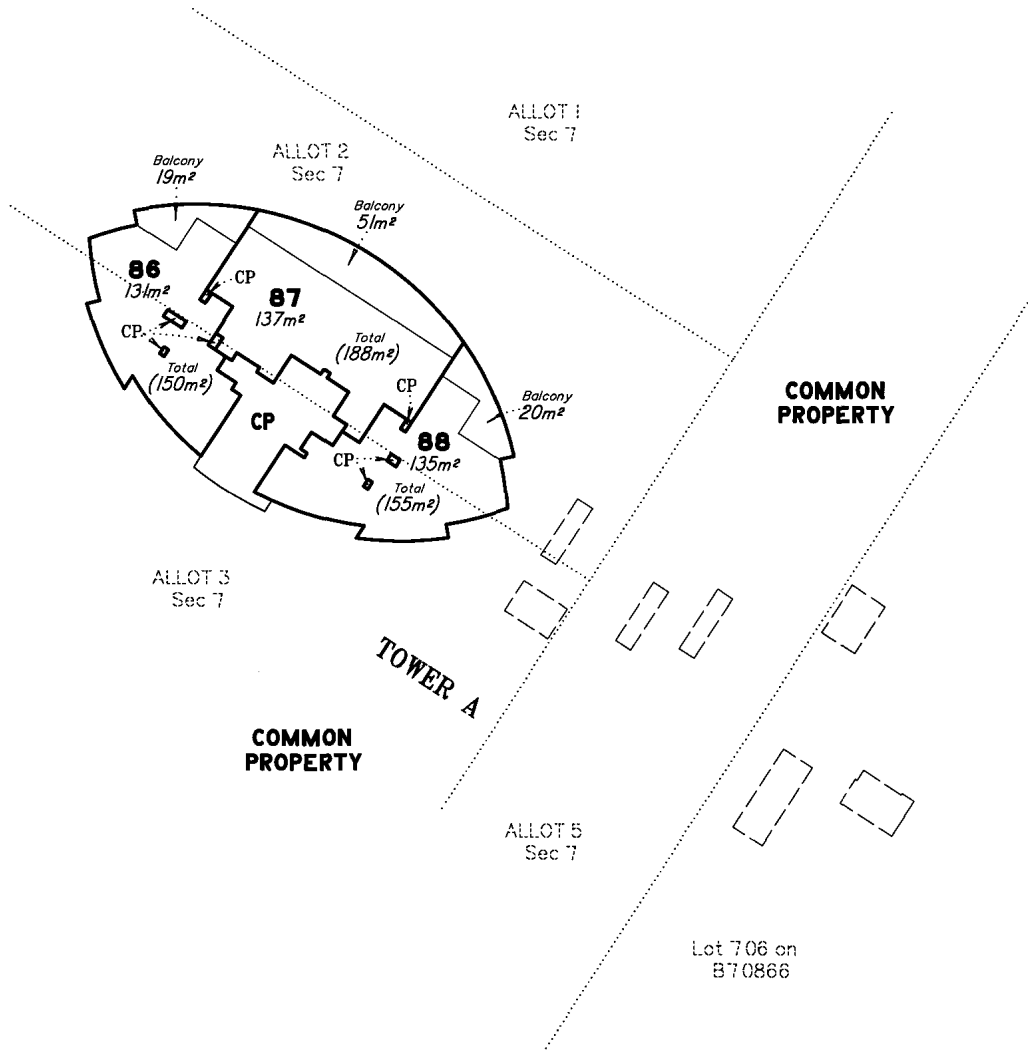 ALLOT 1
Sec 7
ALLOT 2
Sec 7
Balcony
19m²
Balcony
51m²
86
131m²
CP
87
137m²
CP
Total
(188m²)
Total
(150m²)
CP
CP
Balcony
20m²
COMMON
PROPERTY
88
135m²
CP
Total
(155m²)
ALLOT 3
Sec 7
TOWER A
COMMON
PROPERTY
ALLOT 5
Sec 7
Lot 706 on
B70866